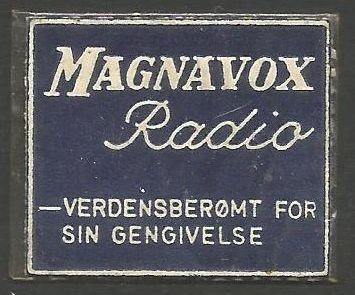 MAGNAVOX
Radio
—VERDENSBERØMT FOR
SIN GENGIVELSE